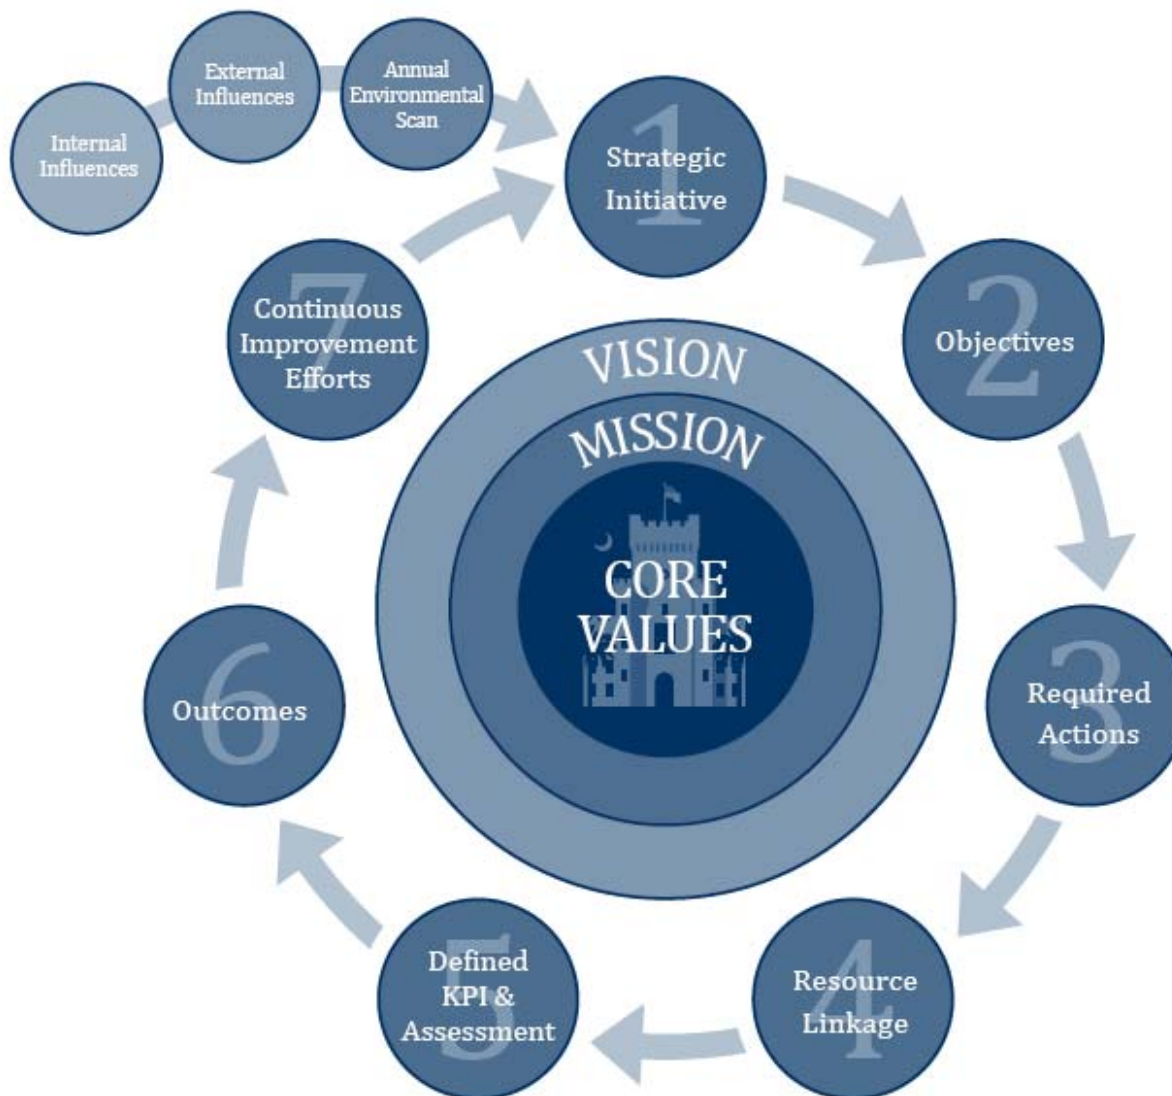 Internal
Influences
External
Influences
Annual
Environmental
Scan
1
Strategic
Initiative
2
Objectives
3
Required
Actions
4
Resource
Linkage
5
Defined
KPI &
Assessment
6
Outcomes
7
Continuous
Improvement
Efforts
VISION
MISSION
CORE
VALUES